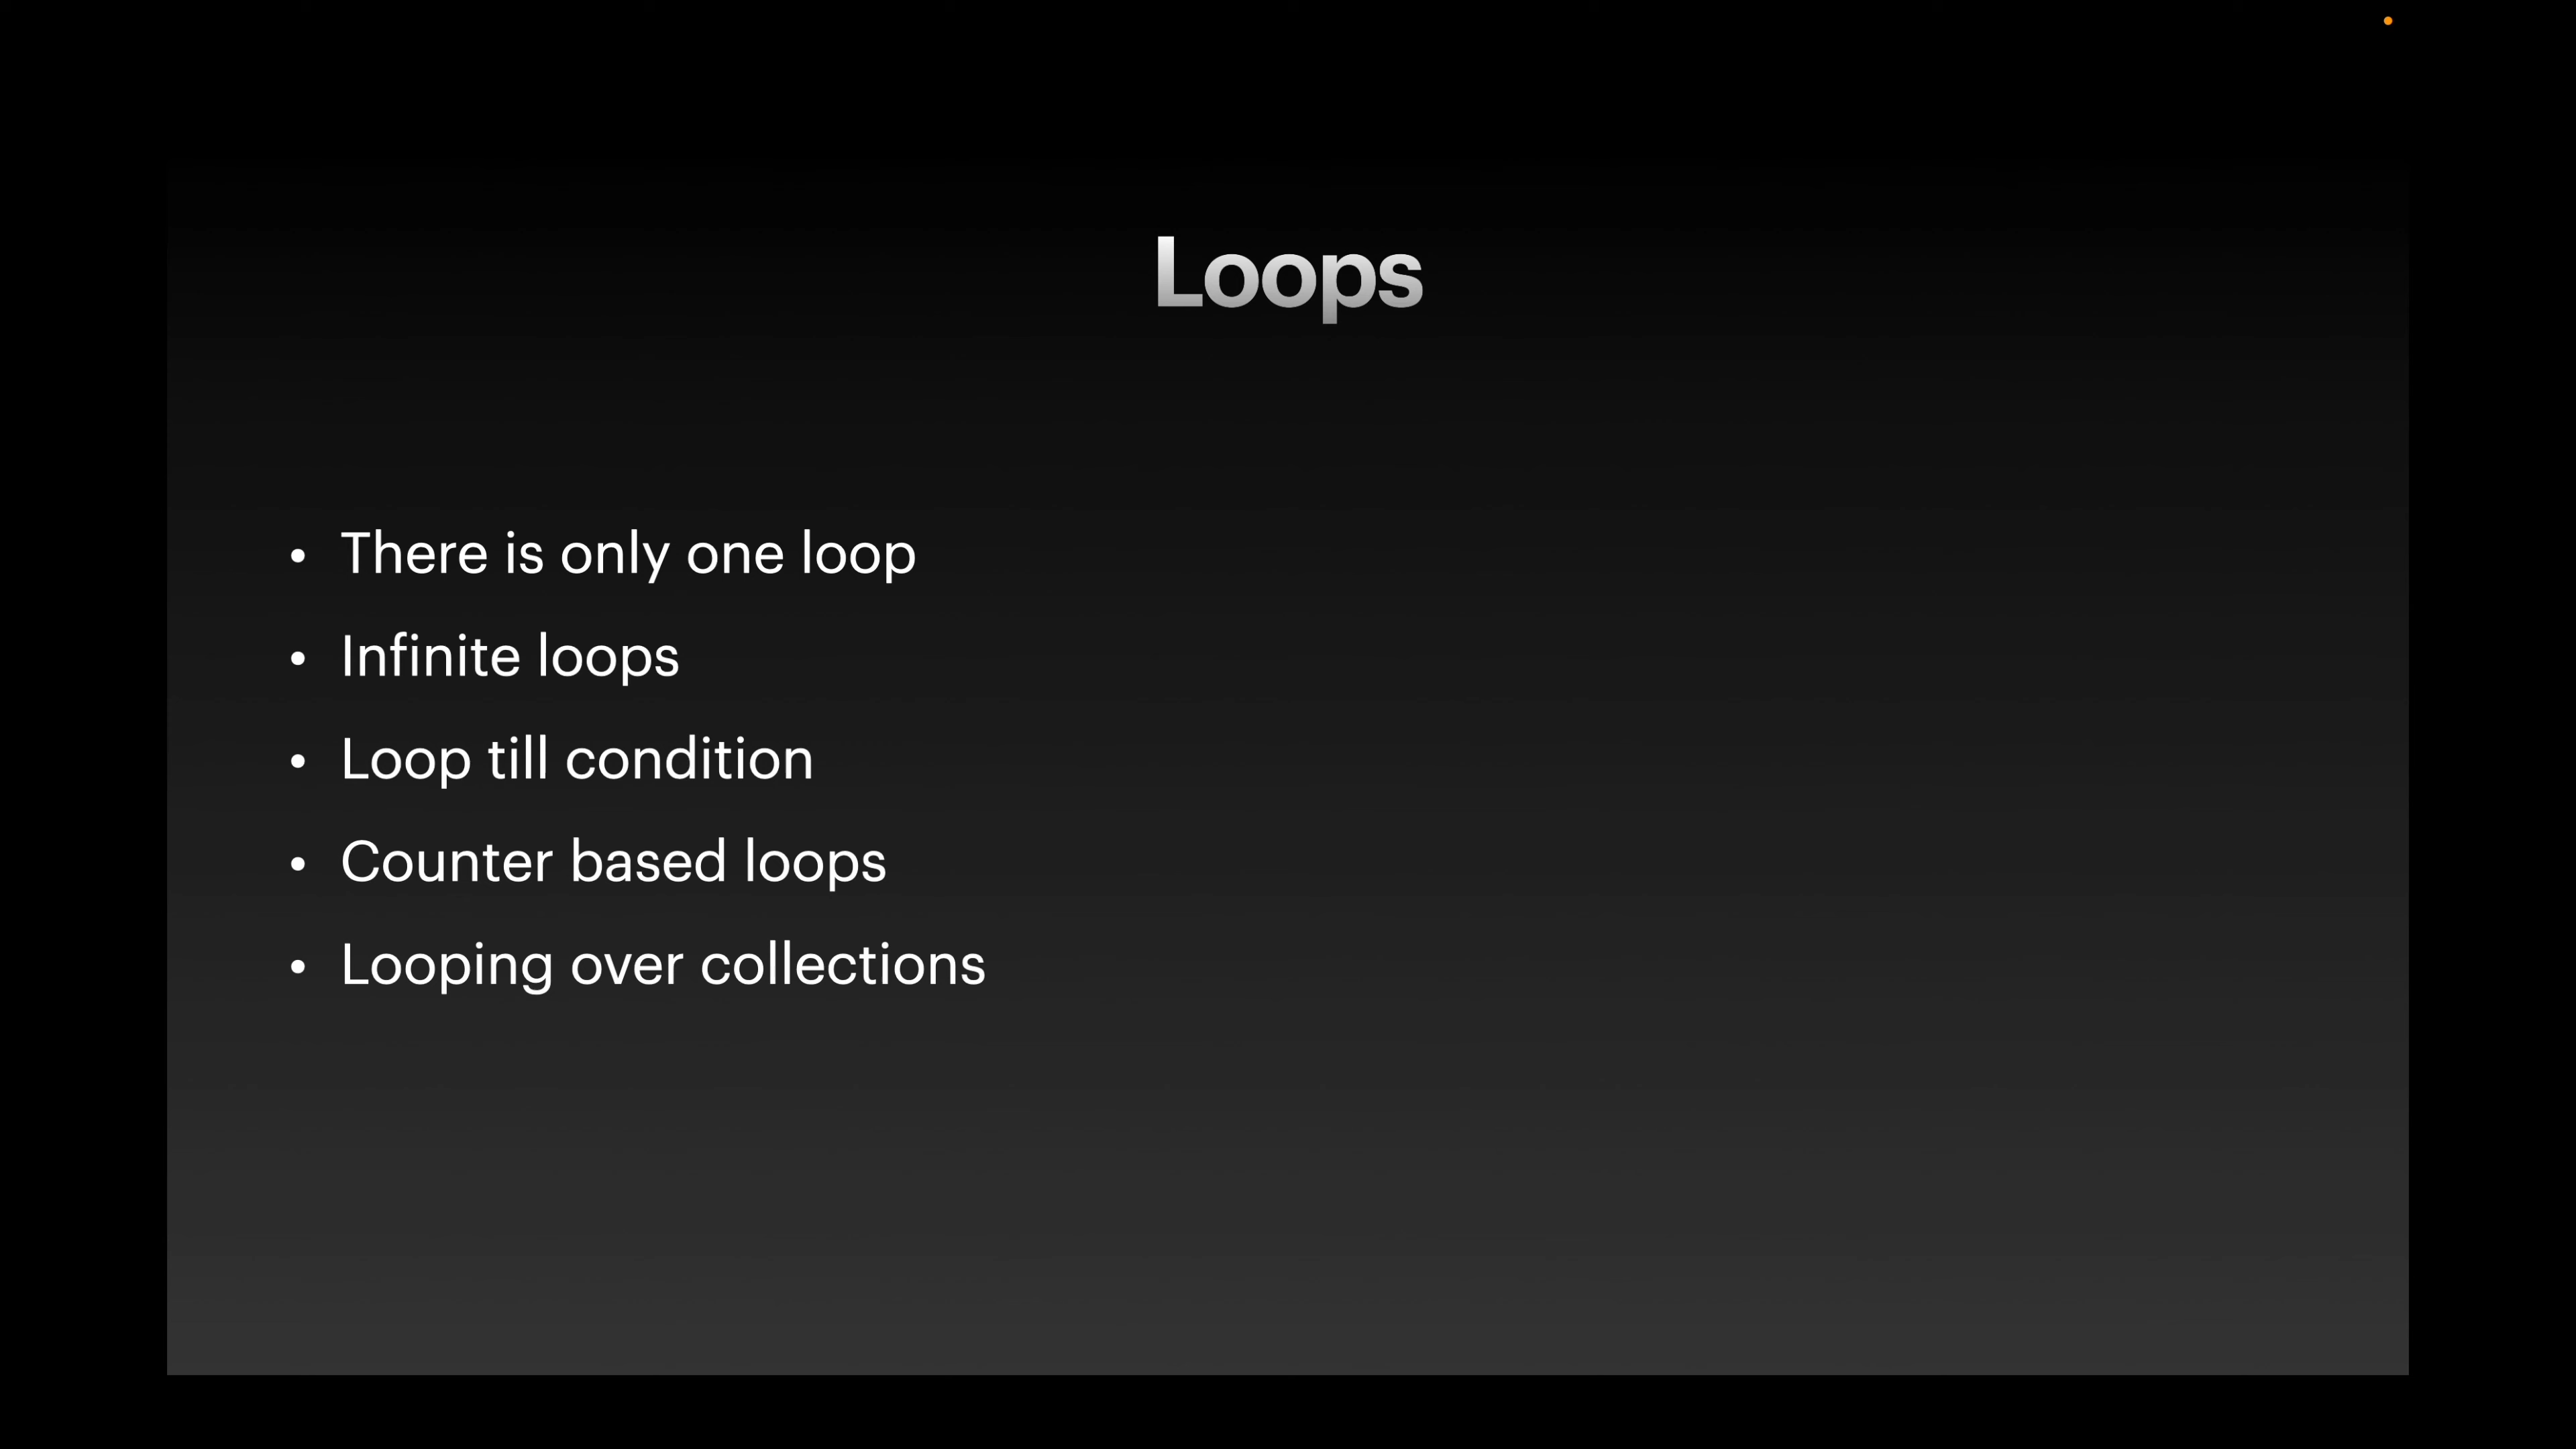 Loops
• There is only one loop
• Infinite loops
• Loop till condition
• Counter based loops
• Looping over collections